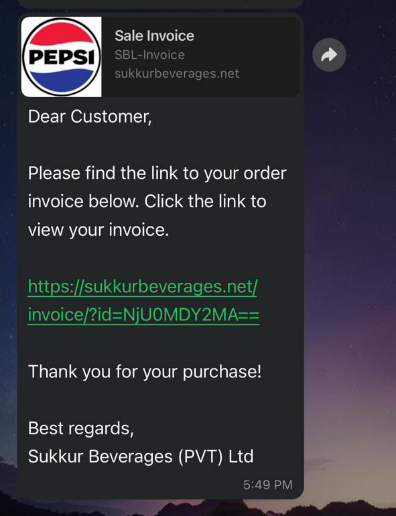 PEPSI
Sale Invoice
SBL-Invoice
sukkurbeverages.net
Dear Customer,
Please find the link to your order
invoice below. Click the link to
view your invoice.
https://sukkurbeverages.net/
invoice/?id=NjU0MDY2MA==
Thank you for your purchase!
Best regards,
Sukkur Beverages (PVT) Ltd
5:49 PM